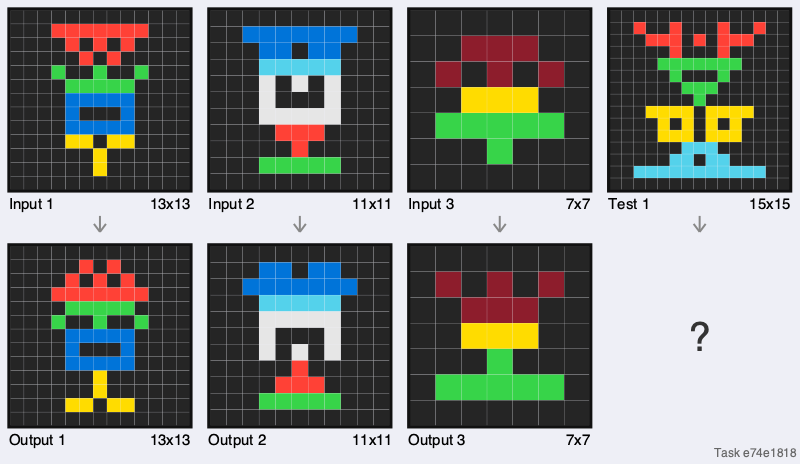 Input 1 13x13
Input 2 11x11
Input 3 7x7
Test 1 15x15
?
Output 1 13x13
Output 2 11x11
Output 3 7x7
Task e74e1818